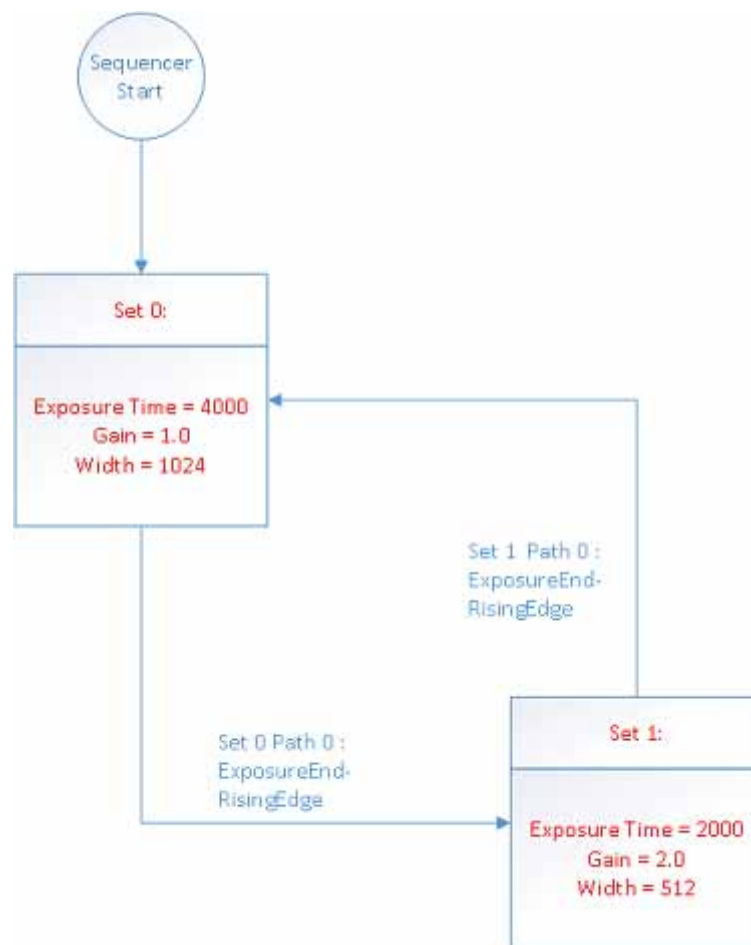 Sequencer
Start
Set 0:
Exposure Time = 4000
Gain = 1.0
Width = 1024
Set 1 Path 0 :
ExposureEnd-
RisingEdge
Set 0 Path 0 :
ExposureEnd-
RisingEdge
Set 1:
Exposure Time = 2000
Gain = 2.0
Width = 512